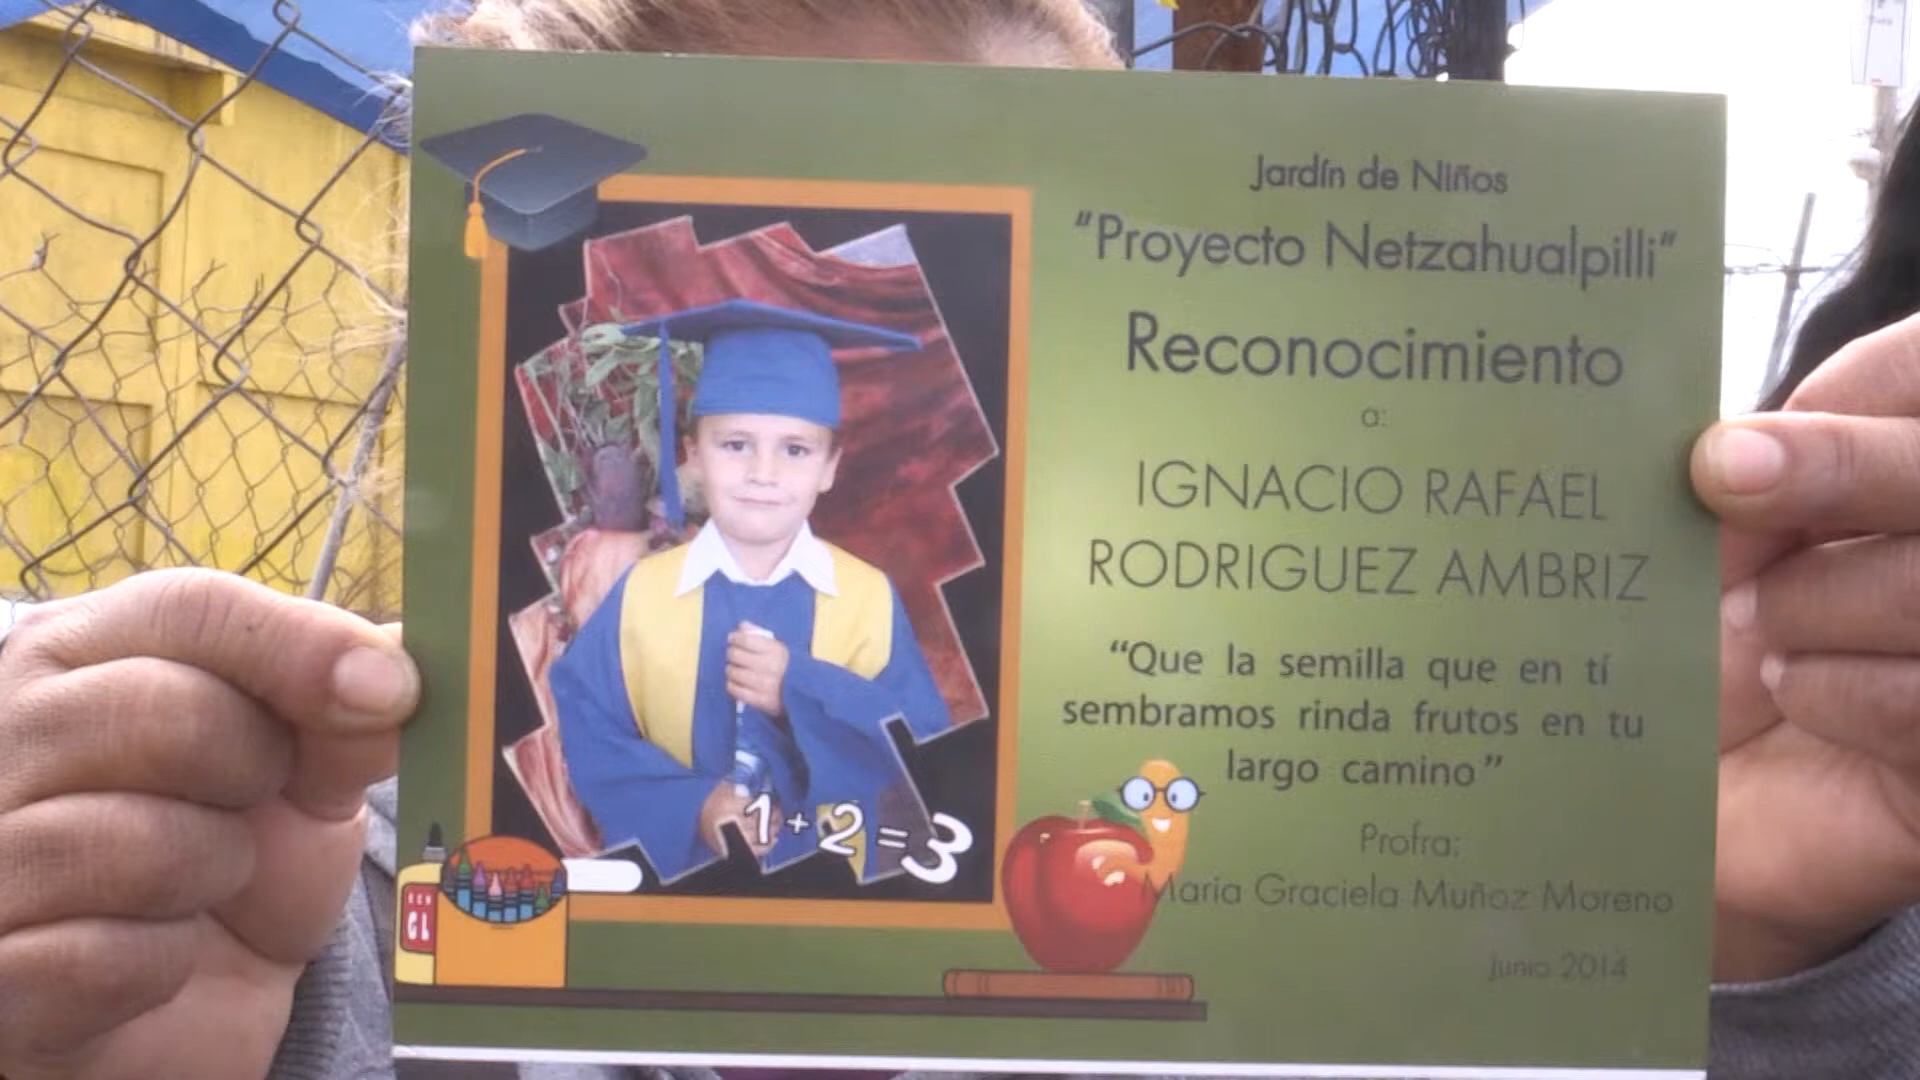 Jardín de Niños
“Proyecto Netzahualpilli”
Reconocimiento
a:
IGNACIO RAFAEL
RODRIGUEZ AMBRIZ
“Que la semilla que en tí
sembramos rinda frutos en tu
largo camino”
Profra:
Maria Graciela Muñoz Moreno
Junio 2014
1+2=3